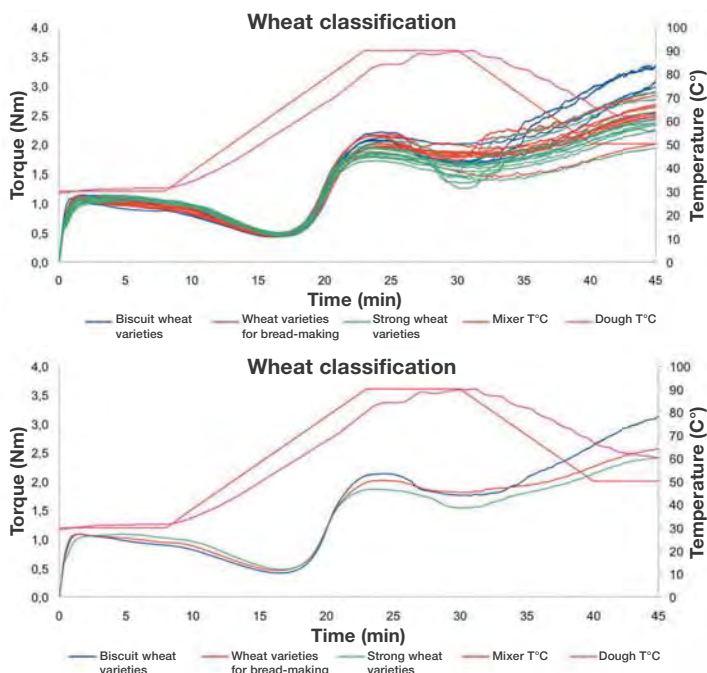 Wheat classification
4,0
3,5
3,0
2,5
2,0
1,5
1,0
0,5
0,0
Torque (Nm)
100
90
80
70
60
50
40
30
20
10
0
Temperature (C°)
0
5
10
15
20
25
30
35
40
45
Time (min)
Biscuit wheat
varieties
Wheat varieties
for bread-making
Strong wheat
varieties
Mixer T°C
Dough T°C
Wheat classification
4,0
3,5
3,0
2,5
2,0
1,5
1,0
0,5
0,0
Torque (Nm)
100
90
80
70
60
50
40
30
20
10
0
Temperature (C°)
0
5
10
15
20
25
30
35
40
45
Time (min)
Biscuit wheat
varieties
Wheat varieties
for bread-making
Strong wheat
varieties
Mixer T°C
Dough T°C